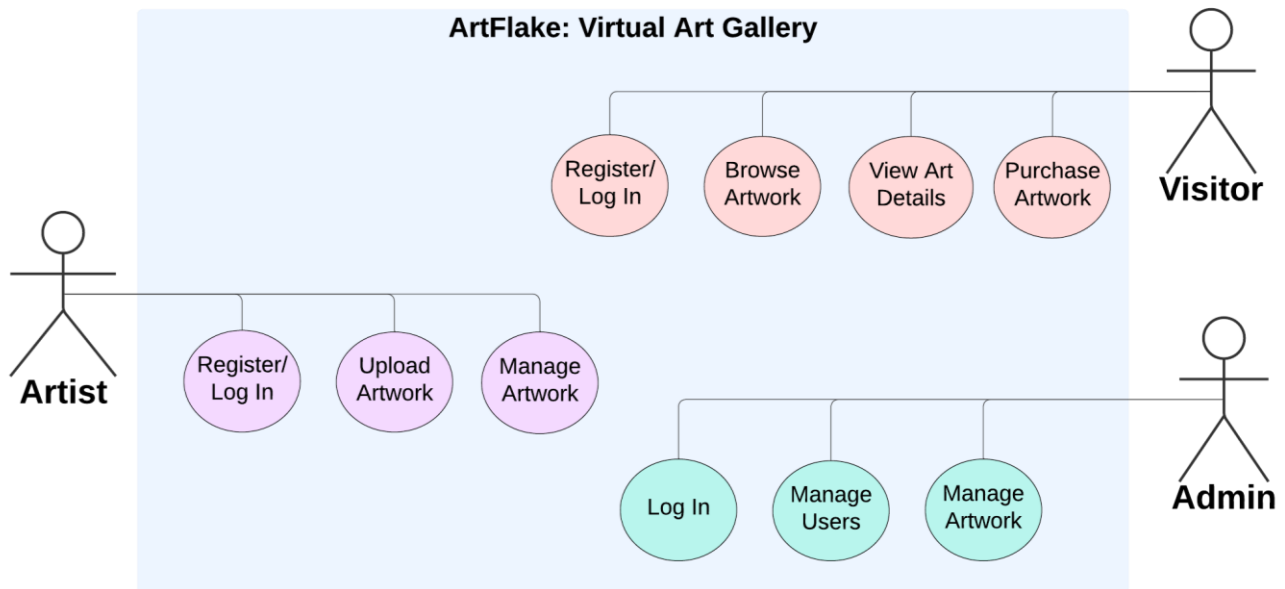 ArtFlake: Virtual Art Gallery
Register/
Log In
Browse
Artwork
View Art
Details
Purchase
Artwork
Visitor
Register/
Log In
Upload
Artwork
Manage
Artwork
Artist
Log In
Manage
Users
Manage
Artwork
Admin